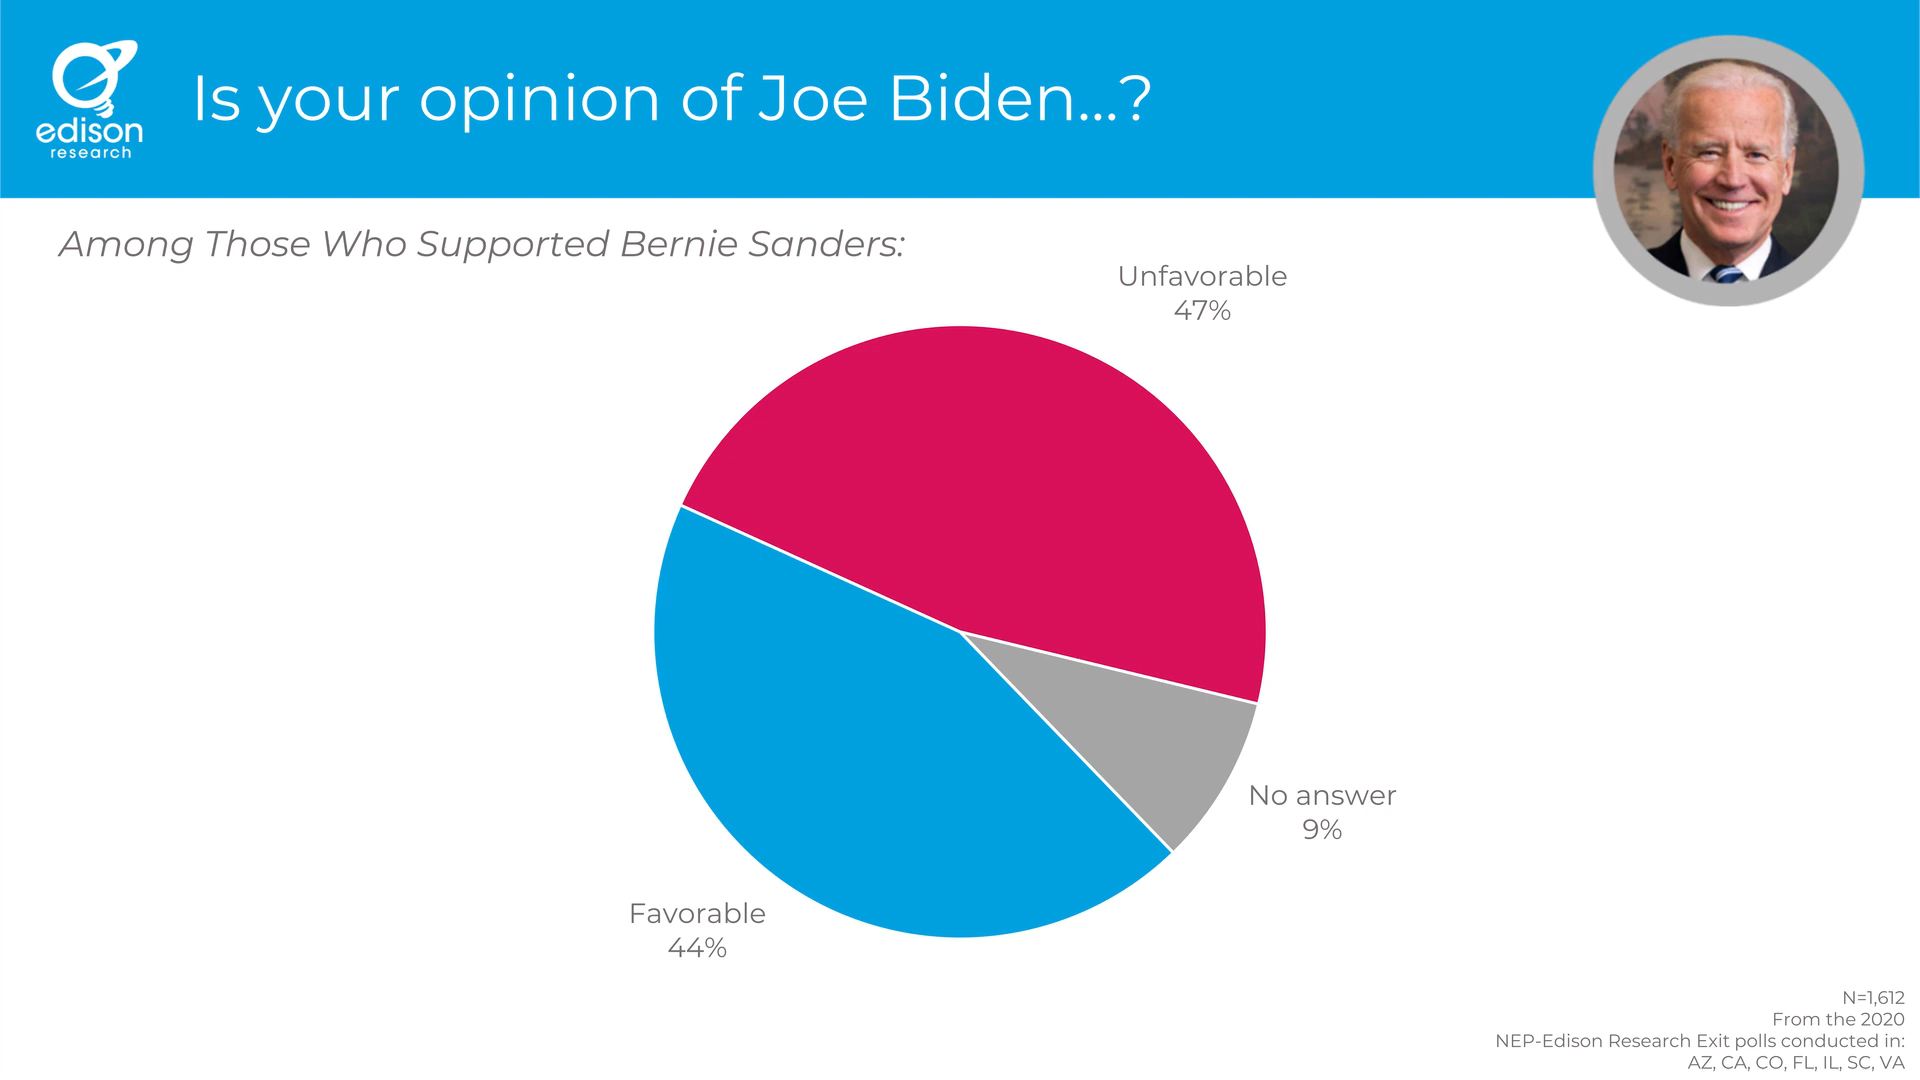 edison
research
Is your opinion of Joe Biden...?
Among Those Who Supported Bernie Sanders:
Unfavorable
47%
No answer
9%
Favorable
44%
N=1,612
From the 2020
NEP-Edison Research Exit polls conducted in:
AZ, CA, CO, FL, IL, SC, VA